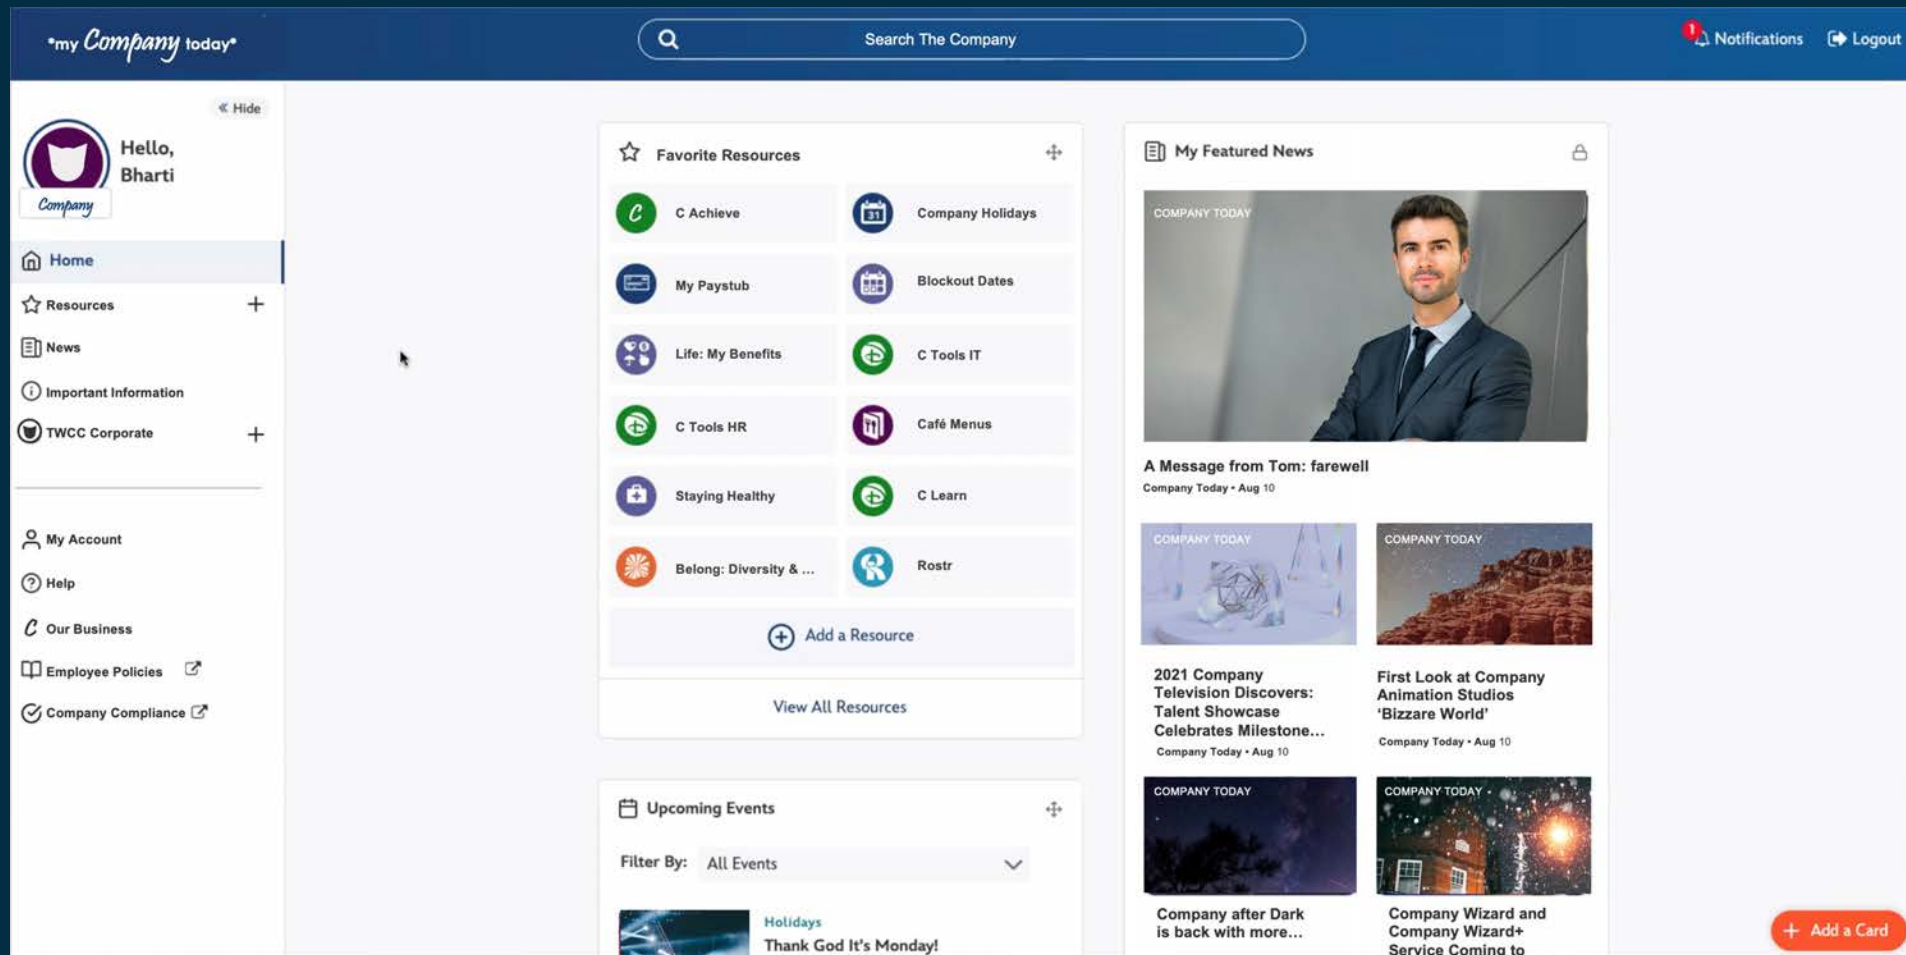 *my Company today*
Search The Company
1
Notifications
Logout
« Hide
Hello,
Bharti
Company
Home
Resources
News
Important Information
TWCC Corporate
My Account
Help
C Our Business
Employee Policies
Company Compliance
Favorite Resources
C
C Achieve
31
Company Holidays
My Paystub
Blockout Dates
Life: My Benefits
C Tools IT
C Tools HR
Café Menus
Staying Healthy
C Learn
Belong: Diversity & ...
Rostr
Add a Resource
View All Resources
Upcoming Events
Filter By: All Events
Holidays
Thank God It's Monday!
My Featured News
COMPANY TODAY
A Message from Tom: farewell
Company Today • Aug 10
COMPANY TODAY
2021 Company
Television Discovers:
Talent Showcase
Celebrates Milestone...
Company Today • Aug 10
COMPANY TODAY
First Look at Company
Animation Studios
‘Bizzare World’
Company Today • Aug 10
COMPANY TODAY
Company after Dark
is back with more...
COMPANY TODAY
Company Wizard and
Company Wizard+
Service Coming to
+ Add a Card